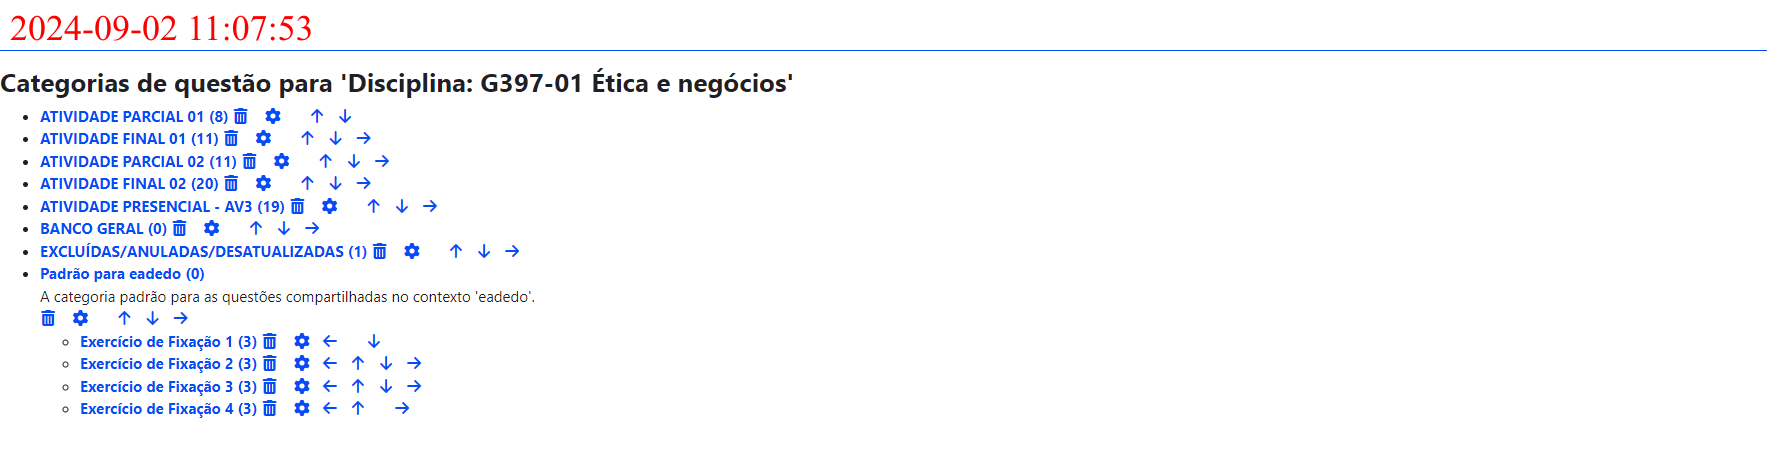 2024-09-02 11:07:53
Categorias de questão para 'Disciplina: G397-01 Ética e negócios'
ATIVIDADE PARCIAL 01 (8)
ATIVIDADE FINAL 01 (11)
ATIVIDADE PARCIAL 02 (11)
ATIVIDADE FINAL 02 (20)
ATIVIDADE PRESENCIAL - AV3 (19)
BANCO GERAL (0)
EXCLUÍDAS/ANULADAS/DESATUALIZADAS (1)
Padrão para eadedo (0)
A categoria padrão para as questões compartilhadas no contexto 'eadedo'.
Exercício de Fixação 1 (3)
Exercício de Fixação 2 (3)
Exercício de Fixação 3 (3)
Exercício de Fixação 4 (3)